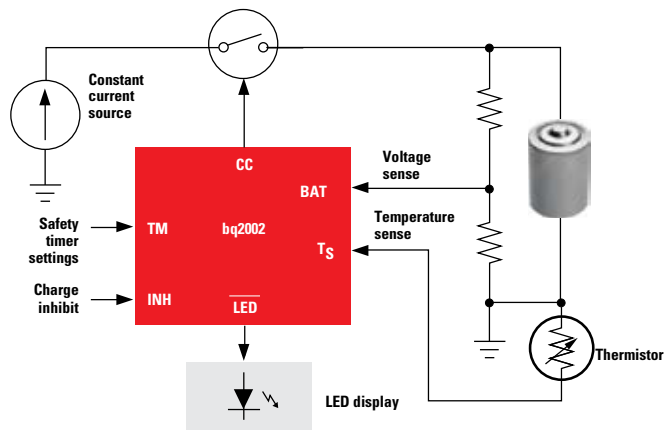 Constant
current
source
CC
BAT
Voltage
sense
Safety
timer
settings
TM
bq2002
Temperature
sense
TS
Charge
inhibit
INH
LED
Thermistor
LED display